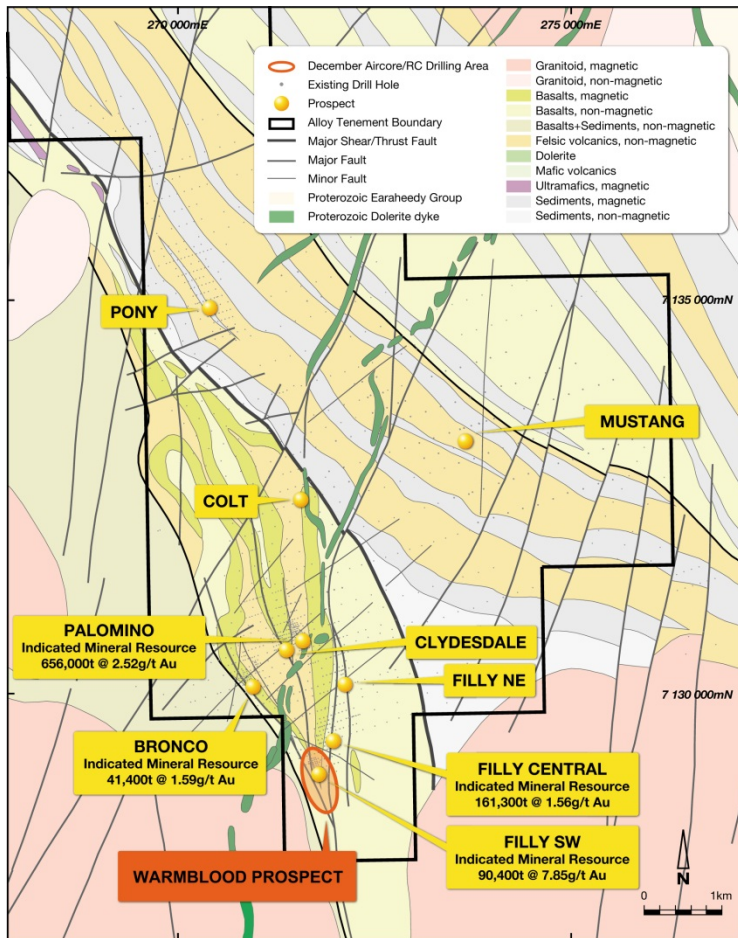 270 000mE
275 000mE
December Aircore/RC Drilling Area
Existing Drill Hole
Prospect
Alloy Tenement Boundary
Major Shear/Thrust Fault
Major Fault
Minor Fault
Proterozoic Earaheedy Group
Proterozoic Dolerite dyke
Granitoid, magnetic
Granitoid, non-magnetic
Basalts, magnetic
Basalts, non-magnetic
Basalts+Sediments, non-magnetic
Felsic volcanics, non-magnetic
Dolerite
Mafic volcanics
Ultramafics, magnetic
Sediments, magnetic
Sediments, non-magnetic
7 135 000mN
PONY
MUSTANG
COLT
PALOMINO
Indicated Mineral Resource
656,000t @ 2.52g/t Au
CLYDESDALE
FILLY NE
7 130 000mN
BRONCO
Indicated Mineral Resource
41,400t @ 1.59g/t Au
FILLY CENTRAL
Indicated Mineral Resource
161,300t @ 1.56g/t Au
FILLY SW
Indicated Mineral Resource
90,400t @ 7.85g/t Au
WARMBLOOD PROSPECT
N
0 1km